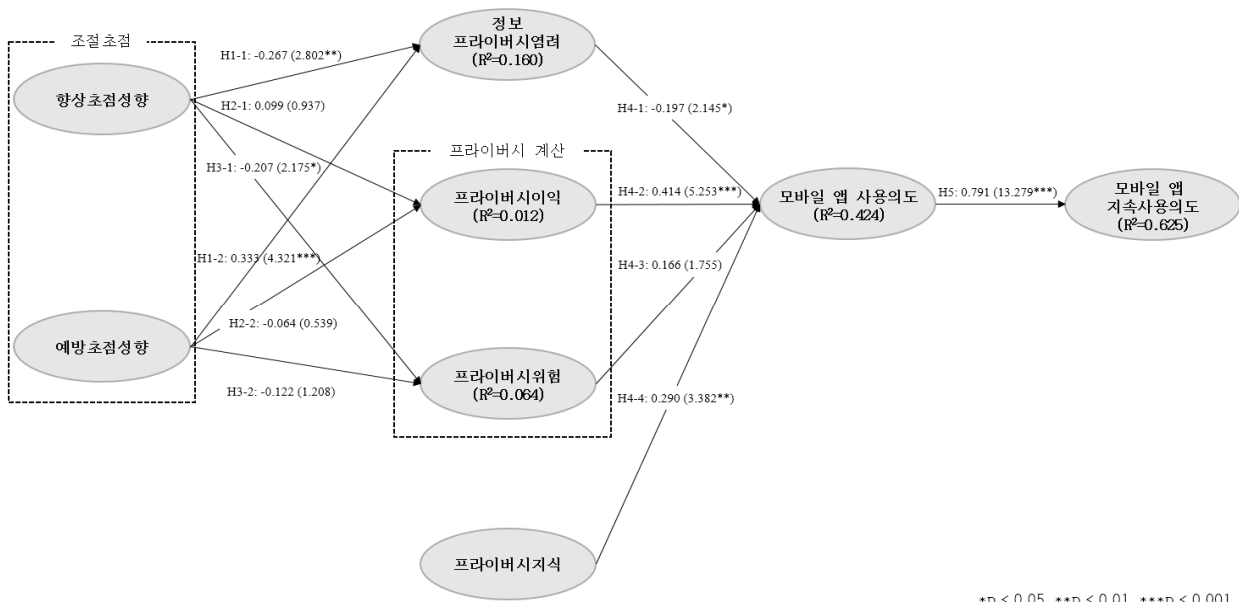 조절초점
향상초점성향
예방초점성향
H1-1: -0.267 (2.802**)
H2-1: 0.099 (0.937)
H3-1: -0.207 (2.175*)
H1-2: 0.333 (4.321***)
H2-2: -0.064 (0.539)
H3-2: -0.122 (1.208)
정보
프라이버시염려
(R²=0.160)
프라이버시 계산
프라이버시이익
(R²=0.012)
프라이버시위험
(R²=0.064)
프라이버시지식
H4-1: -0.197 (2.145*)
H4-2: 0.414 (5.253***)
H4-3: 0.166 (1.755)
H4-4: 0.290 (3.382**)
모바일 앱 사용의도
(R²=0.424)
H5: 0.791 (13.279***)
모바일 앱
지속사용의도
(R²=0.625)
*p < 0.05, **p < 0.01, ***p < 0.001